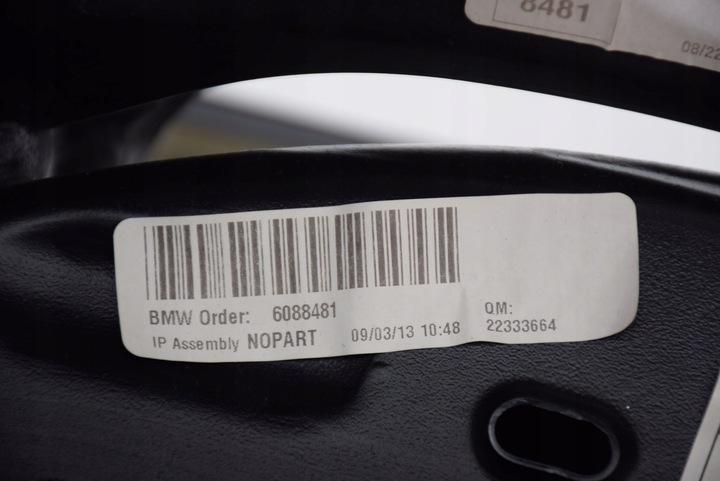 8481
08/22
BMW Order: 6088481
IP Assembly NOPART 09/03/13 10:48
QM:
22333664